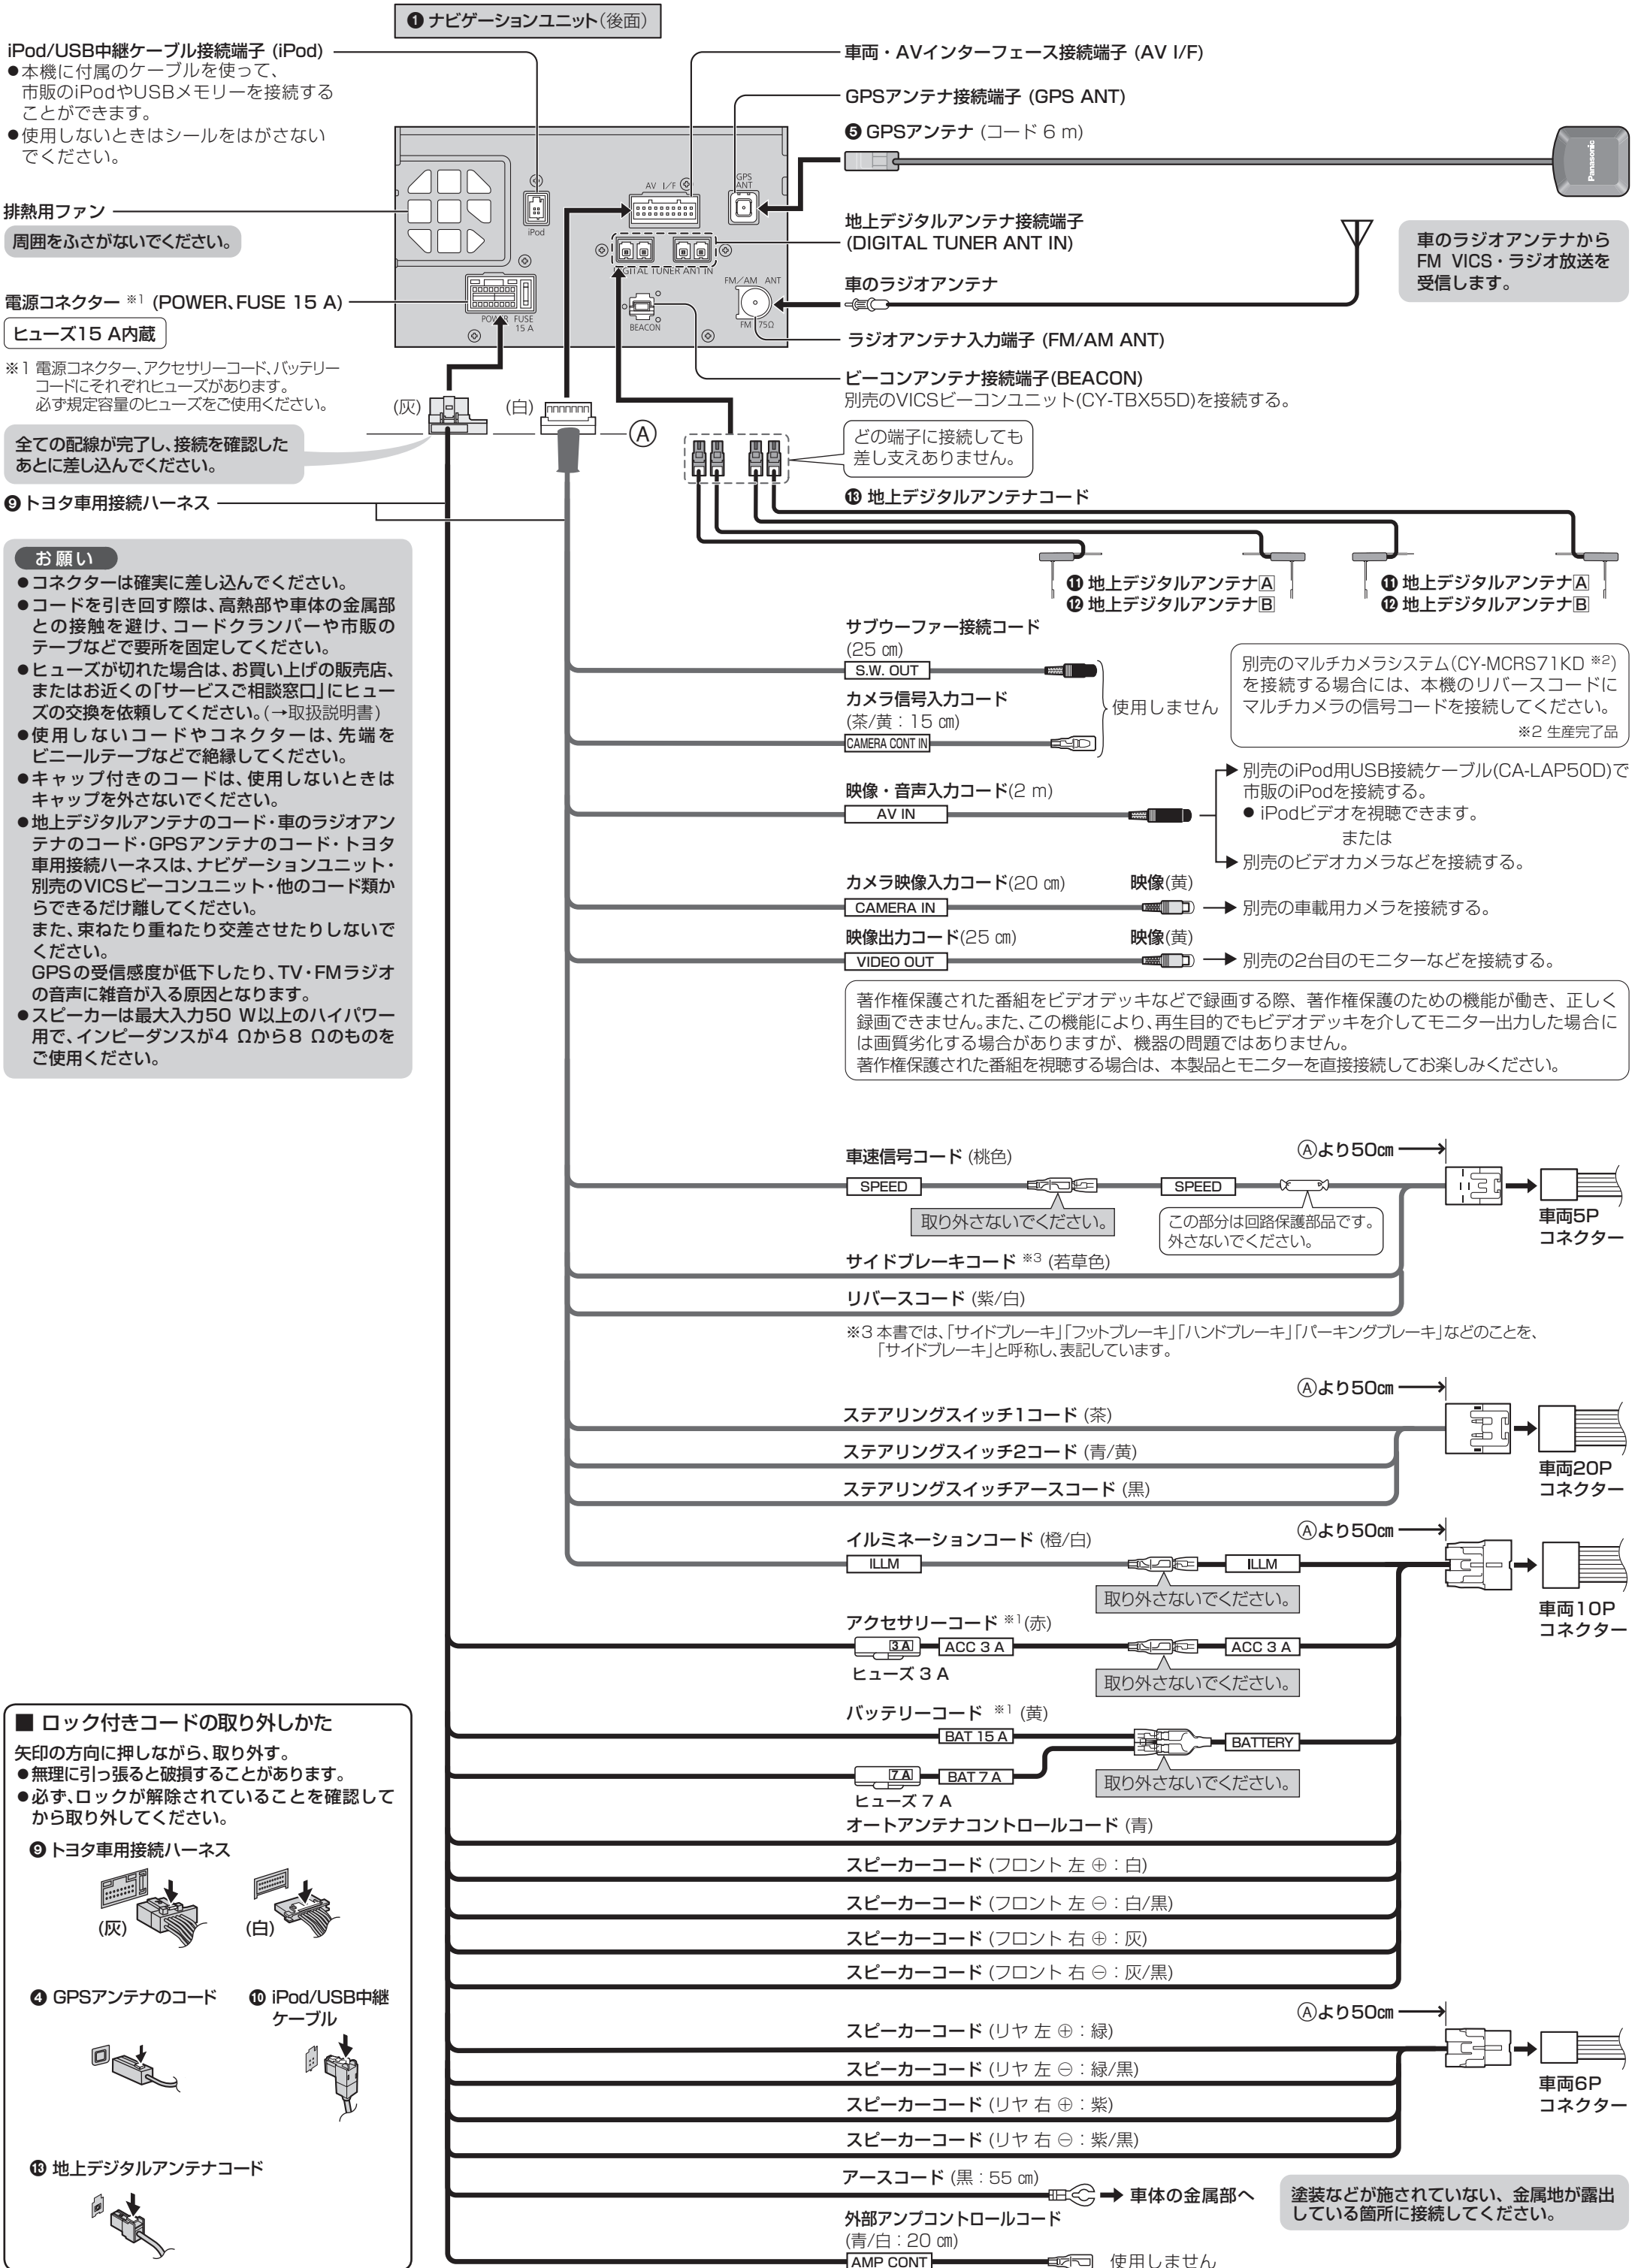 ❶ ナビゲーションユニット(後面)
iPod/USB中継ケーブル接続端子 (iPod)
●本機に付属のケーブルを使って、
市販のiPodやUSBメモリーを接続する
ことができます。
●使用しないときはシールをはがさない
でください。
排熱用ファン
周囲をふさがないでください。
電源コネクター ※1 (POWER、FUSE 15 A)
ヒューズ15 A内蔵
※1 電源コネクター、アクセサリーコード、バッテリー
コードにそれぞれヒューズがあります。
必ず規定容量のヒューズをご使用ください。
全ての配線が完了し、接続を確認した
あとに差し込んでください。
❾ トヨタ車用接続ハーネス
iPod
AV I/F
GPS
ANT
DIGITAL TUNER ANT IN
FM/AM ANT
POWER FUSE
15 A
BEACON
FM 75Ω
(灰)
(白)
Ⓐ
車両・AVインターフェース接続端子 (AV I/F)
GPSアンテナ接続端子 (GPS ANT)
❺ GPSアンテナ (コード 6 m)
Panasonic
地上デジタルアンテナ接続端子
(DIGITAL TUNER ANT IN)
車のラジオアンテナ
車のラジオアンテナから
FM VICS・ラジオ放送を
受信します。
ラジオアンテナ入力端子 (FM/AM ANT)
ビーコンアンテナ接続端子(BEACON)
別売のVICSビーコンユニット(CY-TBX55D)を接続する。
どの端子に接続しても
差し支えありません。
⓭ 地上デジタルアンテナコード
⓫ 地上デジタルアンテナA
⓬ 地上デジタルアンテナB
⓫ 地上デジタルアンテナA
⓬ 地上デジタルアンテナB
お願い
●コネクターは確実に差し込んでください。
●コードを引き回す際は、高熱部や車体の金属部
との接触を避け、コードクランパーや市販の
テープなどで要所を固定してください。
●ヒューズが切れた場合は、お買い上げの販売店、
またはお近くの「サービスご相談窓口」にヒュー
ズの交換を依頼してください。(→取扱説明書)
●使用しないコードやコネクターは、先端を
ビニールテープなどで絶縁してください。
●キャップ付きのコードは、使用しないときは
キャップを外さないでください。
●地上デジタルアンテナのコード・車のラジオアン
テナのコード・GPSアンテナのコード・トヨタ
車用接続ハーネスは、ナビゲーションユニット・
別売のVICSビーコンユニット・他のコード類か
らできるだけ離してください。
また、束ねたり重ねたり交差させたりしないで
ください。
GPSの受信感度が低下したり、TV・FMラジオ
の音声に雑音が入る原因となります。
●スピーカーは最大入力50 W以上のハイパワー
用で、インピーダンスが4 Ωから8 Ωのものを
ご使用ください。
サブウーファー接続コード
(25 ㎝)
S.W. OUT
カメラ信号入力コード
(茶/黄：15 ㎝)
CAMERA CONT IN
使用しません
別売のマルチカメラシステム(CY-MCRS71KD ※2)
を接続する場合には、本機のリバースコードに
マルチカメラの信号コードを接続してください。
※2 生産完了品
映像・音声入力コード(2 m)
AV IN
別売のiPod用USB接続ケーブル(CA-LAP50D)で
市販のiPodを接続する。
● iPodビデオを視聴できます。
または
別売のビデオカメラなどを接続する。
カメラ映像入力コード(20 ㎝) 映像(黄)
CAMERA IN
別売の車載用カメラを接続する。
映像出力コード(25 ㎝) 映像(黄)
VIDEO OUT
別売の2台目のモニターなどを接続する。
著作権保護された番組をビデオデッキなどで録画する際、著作権保護のための機能が働き、正しく
録画できません。また、この機能により、再生目的でもビデオデッキを介してモニター出力した場合に
は画質劣化する場合がありますが、機器の問題ではありません。
著作権保護された番組を視聴する場合は、本製品とモニターを直接接続してお楽しみください。
車速信号コード (桃色)
Ⓐより50㎝
SPEED
SPEED
取り外さないでください。
この部分は回路保護部品です。
外さないでください。
車両5P
コネクター
サイドブレーキコード ※3 (若草色)
リバースコード (紫/白)
※3 本書では、「サイドブレーキ」「フットブレーキ」「ハンドブレーキ」「パーキングブレーキ」などのことを、
「サイドブレーキ」と呼称し、表記しています。
Ⓐより50㎝
ステアリングスイッチ1コード (茶)
ステアリングスイッチ2コード (青/黄)
ステアリングスイッチアースコード (黒)
車両20P
コネクター
イルミネーションコード (橙/白)
Ⓐより50㎝
ILLM
ILLM
取り外さないでください。
車両10P
コネクター
アクセサリーコード ※1(赤)
3 A
ACC 3 A
ACC 3 A
ヒューズ 3 A
取り外さないでください。
バッテリーコード ※1 (黄)
BAT 15 A
BATTERY
7 A
BAT 7 A
ヒューズ 7 A
取り外さないでください。
オートアンテナコントロールコード (青)
スピーカーコード (フロント 左 ⊕：白)
スピーカーコード (フロント 左 ⊖：白/黒)
スピーカーコード (フロント 右 ⊕：灰)
スピーカーコード (フロント 右 ⊖：灰/黒)
Ⓐより50㎝
スピーカーコード (リヤ 左 ⊕：緑)
スピーカーコード (リヤ 左 ⊖：緑/黒)
スピーカーコード (リヤ 右 ⊕：紫)
スピーカーコード (リヤ 右 ⊖：紫/黒)
車両6P
コネクター
アースコード (黒：55 ㎝)
車体の金属部へ
塗装などが施されていない、金属地が露出
している箇所に接続してください。
外部アンプコントロールコード
(青/白：20 ㎝)
AMP CONT
使用しません
■ ロック付きコードの取り外しかた
矢印の方向に押しながら、取り外す。
●無理に引っ張ると破損することがあります。
●必ず、ロックが解除されていることを確認して
から取り外してください。
❾ トヨタ車用接続ハーネス
(灰)
(白)
❹ GPSアンテナのコード
❿ iPod/USB中継
ケーブル
⓭ 地上デジタルアンテナコード